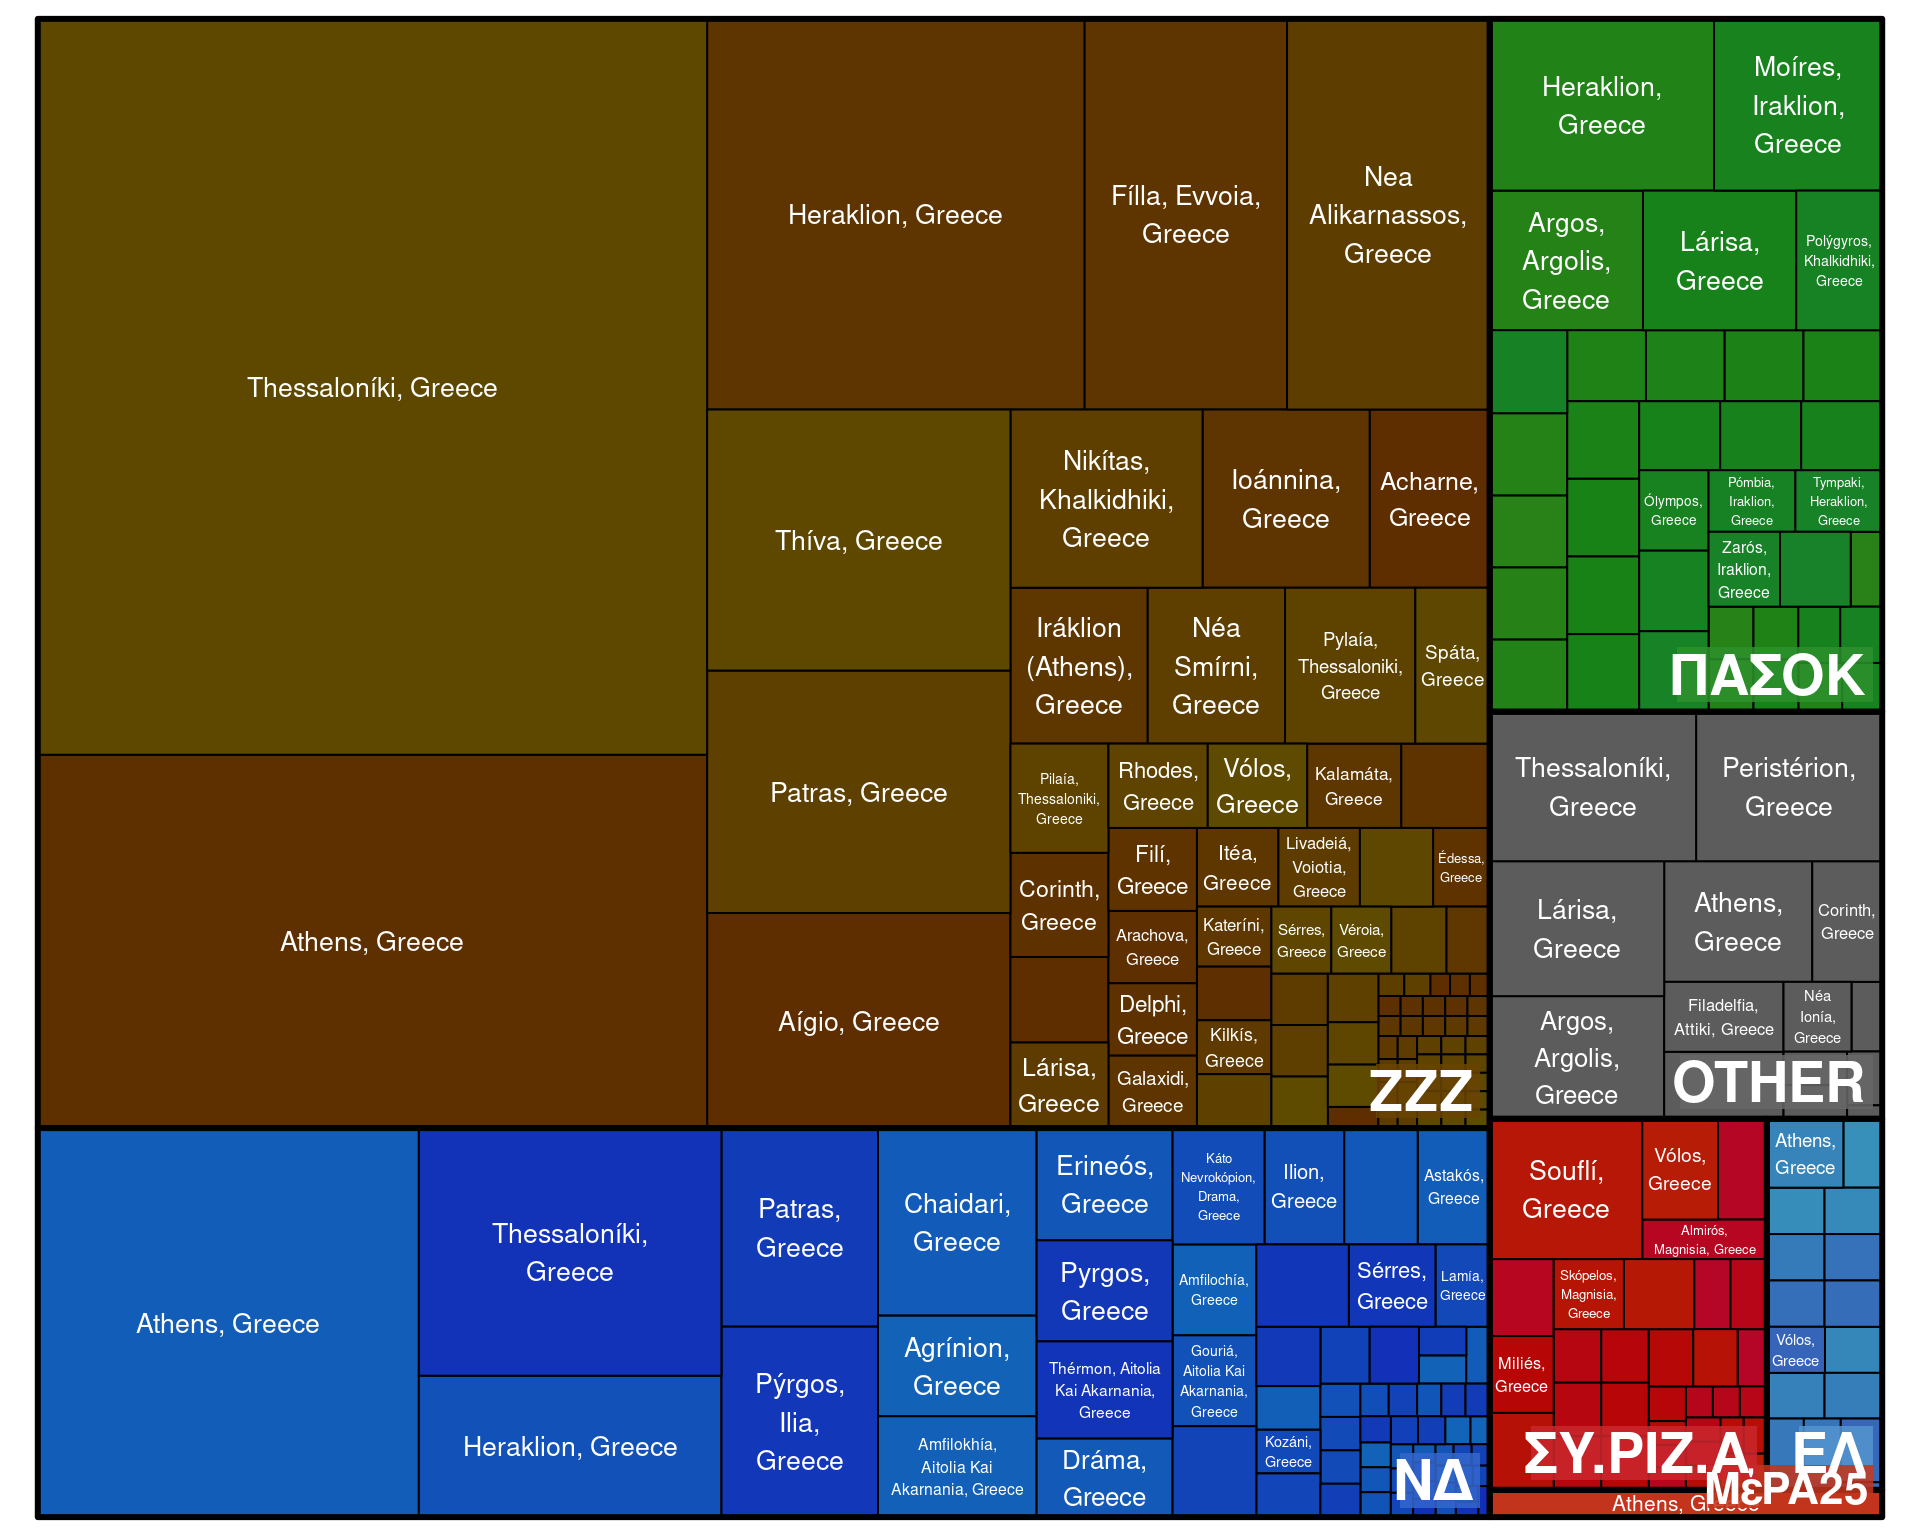 Thessaloníki, Greece
Athens, Greece
Heraklion, Greece
Fílla, Evvoia,
Greece
Nea
Alikarnassos,
Greece
Thíva, Greece
Patras, Greece
Aígio, Greece
Nikítas,
Khalkidhiki,
Greece
Ioánnina,
Greece
Acharne,
Greece
Iráklion
(Athens),
Greece
Néa
Smírni,
Greece
Pylaía,
Thessaloniki,
Greece
Spáta,
Greece
Pilaía,
Thessaloniki,
Greece
Rhodes,
Greece
Vólos,
Greece
Kalamáta,
Greece
Corinth,
Greece
Filí,
Greece
Itéa,
Greece
Livadeiá,
Voiotia,
Greece
Édessa,
Greece
Arachova,
Greece
Kateríni,
Greece
Sérres,
Greece
Véroia,
Greece
Delphi,
Greece
Kilkís,
Greece
Lárisa,
Greece
Galaxidi,
Greece
ZZZ
Heraklion,
Greece
Moíres,
Iraklion,
Greece
Argos,
Argolis,
Greece
Lárisa,
Greece
Polýgyros,
Khalkidhiki,
Greece
Ólympos,
Greece
Pómbia,
Iraklion,
Greece
Tympaki,
Heraklion,
Greece
Zarós,
Iraklion,
Greece
ΠΑΣΟΚ
Thessaloníki,
Greece
Peristérion,
Greece
Lárisa,
Greece
Athens,
Greece
Corinth,
Greece
Argos,
Argolis,
Greece
Filadelfia,
Attiki, Greece
Néa
Ionía,
Greece
OTHER
Athens, Greece
Thessaloníki,
Greece
Heraklion, Greece
Patras,
Greece
Pýrgos,
Ilia,
Greece
Chaidari,
Greece
Agrínion,
Greece
Amfilokhía,
Aitolia Kai
Akarnania, Greece
Erineós,
Greece
Pyrgos,
Greece
Thérmon, Aitolia
Kai Akarnania,
Greece
Dráma,
Greece
Káto
Nevrokópion,
Drama,
Greece
Ilion,
Greece
Astakós,
Greece
Amfilochía,
Greece
Sérres,
Greece
Lamía,
Greece
Gouriá,
Aitolia Kai
Akarnania,
Greece
Kozáni,
Greece
ΝΔ
Souflí,
Greece
Vólos,
Greece
Almirós,
Magnisia, Greece
Skópelos,
Magnisia,
Greece
Miliés,
Greece
ΣΥ.ΡΙΖ.Α.
Athens,
Greece
Vólos,
Greece
ΕΛ
Athens, Greece
ΜέΡΑ25